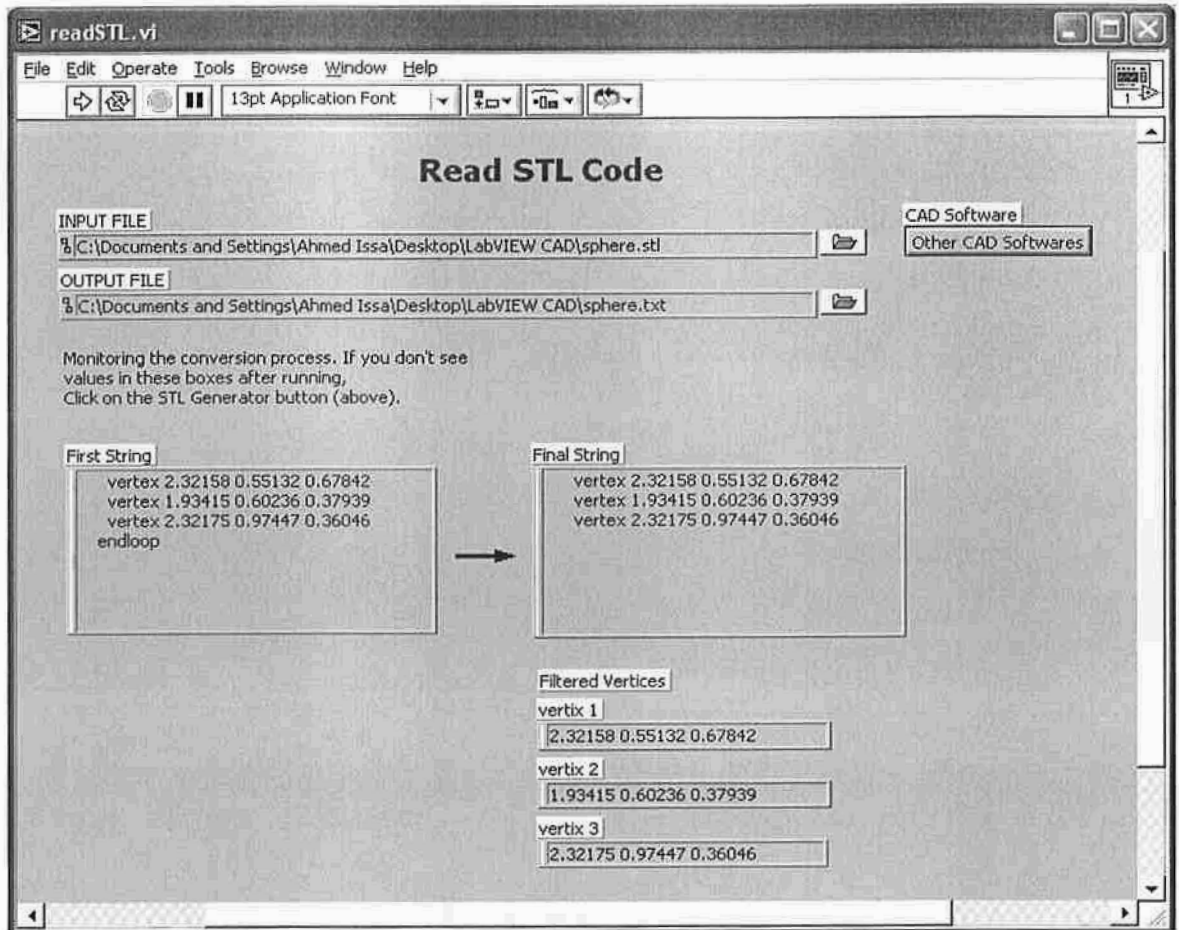 readSTL.vi
File Edit Operate Tools Browse Window Help
13pt Application Font
1
Read STL Code
INPUT FILE
C:\Documents and Settings\Ahmed Issa\Desktop\LabVIEW CAD\sphere.stl
CAD Software
Other CAD Softwares
OUTPUT FILE
C:\Documents and Settings\Ahmed Issa\Desktop\LabVIEW CAD\sphere.txt
Monitoring the conversion process. If you don't see
values in these boxes after running,
Click on the STL Generator button (above).
First String
vertex 2.32158 0.55132 0.67842
vertex 1.93415 0.60236 0.37939
vertex 2.32175 0.97447 0.36046
endloop
Final String
vertex 2.32158 0.55132 0.67842
vertex 1.93415 0.60236 0.37939
vertex 2.32175 0.97447 0.36046
Filtered Vertices
vertix 1
2.32158 0.55132 0.67842
vertix 2
1.93415 0.60236 0.37939
vertix 3
2.32175 0.97447 0.36046